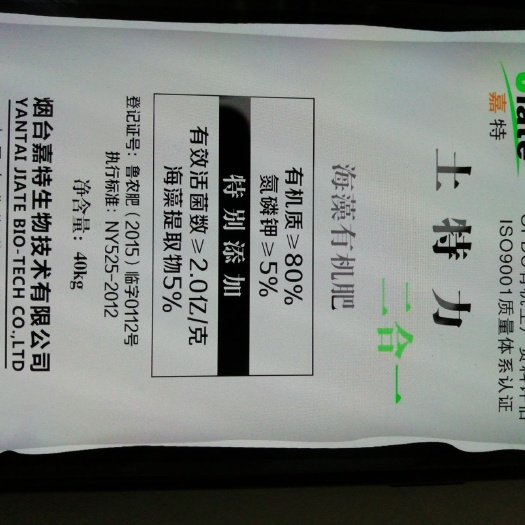 Jiate
嘉特
ISO9001质量体系认证
土特力
二合一
海藻有机肥
有机质≥80%
氮磷钾≥5%
特别添加
有效活菌数≥2.0亿/克
海藻提取物5%
登记证号：鲁农肥（2015）临字0112号
执行标准：NY525-2012
净含量：40kg
烟台嘉特生物技术有限公司
YANTAI JIATE BIO-TECH CO.,LTD